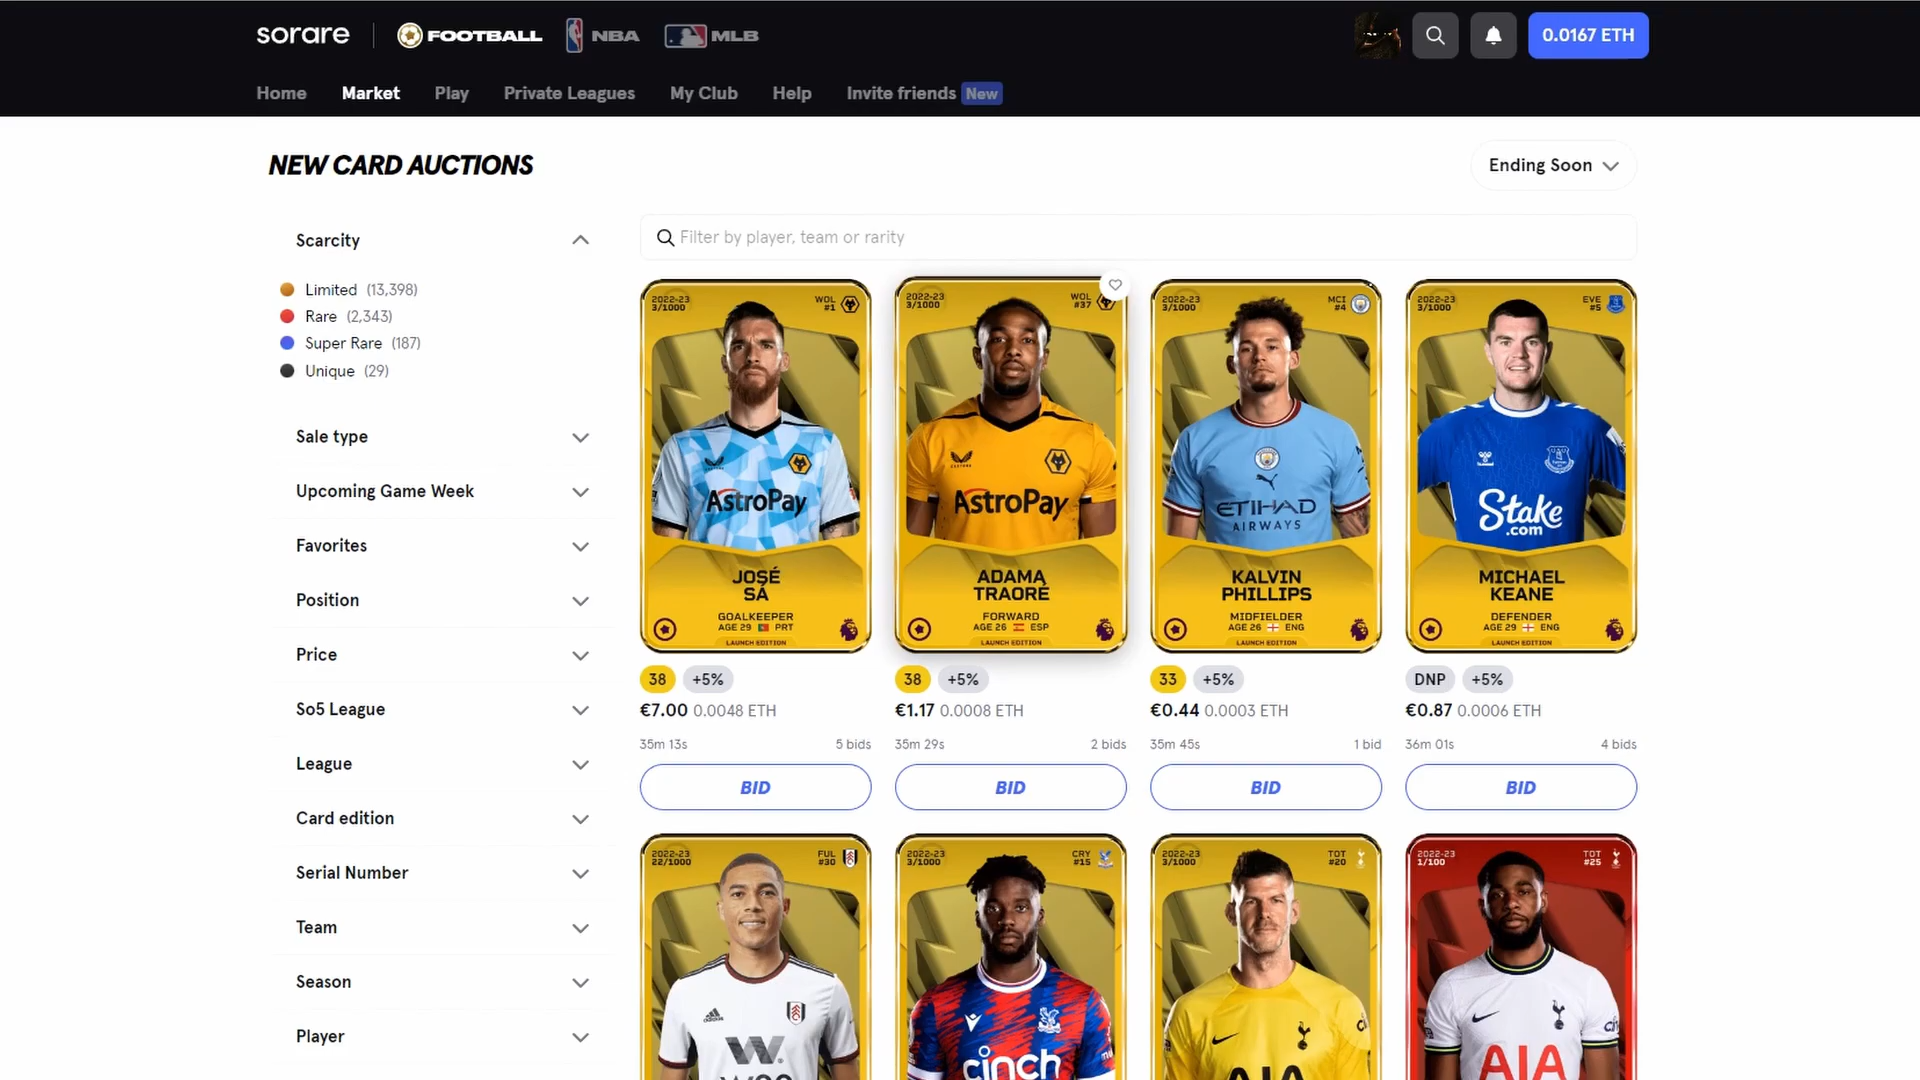 sorare FOOTBALL NBA MLB 0.0167 ETH
Home Market Play Private Leagues My Club Help Invite friends New
NEW CARD AUCTIONS
Ending Soon
Scarcity
Limited (13,398)
Rare (2,343)
Super Rare (187)
Unique (29)
Sale type
Upcoming Game Week
Favorites
Position
Price
So5 League
League
Card edition
Serial Number
Team
Season
Player
Filter by player, team or rarity
2022-23 WOL
3/1000 #1
AstroPay
JOSÉ
SÁ
GOALKEEPER
AGE 29 PRT
LAUNCH EDITION
38 +5%
€7.00 0.0048 ETH
35m 13s 5 bids
BID
2022-23 WOL
3/1000 #37
AstroPay
ADAMA
TRAORÉ
FORWARD
AGE 26 ESP
LAUNCH EDITION
38 +5%
€1.17 0.0008 ETH
35m 29s 2 bids
BID
2022-23 MCI
3/1000 #4
ETIHAD
AIRWAYS
KALVIN
PHILLIPS
MIDFIELDER
AGE 26 ENG
LAUNCH EDITION
33 +5%
€0.44 0.0003 ETH
35m 45s 1 bid
BID
2022-23 EVE
3/1000 #5
Stake
.com
MICHAEL
KEANE
DEFENDER
AGE 29 ENG
LAUNCH EDITION
DNP +5%
€0.87 0.0006 ETH
36m 01s 4 bids
BID
2022-23 FUL
22/1000 #30
adidas
W
2022-23 CRY
3/1000 #15
cinch
2022-23 TOT
3/1000 #20
AIA
2022-23 TOT
1/100 #25
AIA